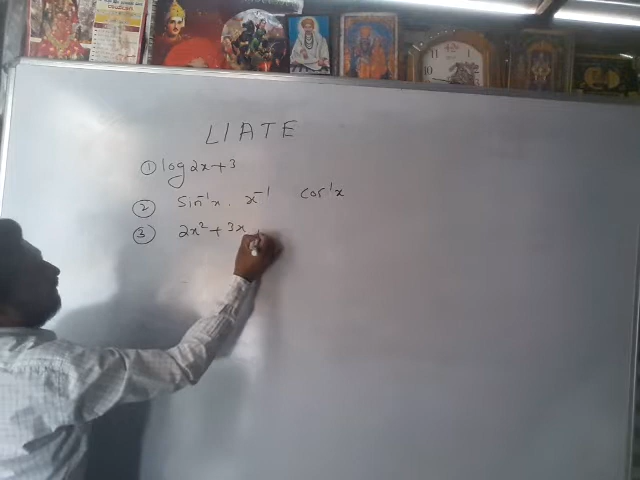 LIATE
① log 2x+3
② sin⁻¹x . x⁻¹ cos⁻¹x
③ 2x² + 3x +